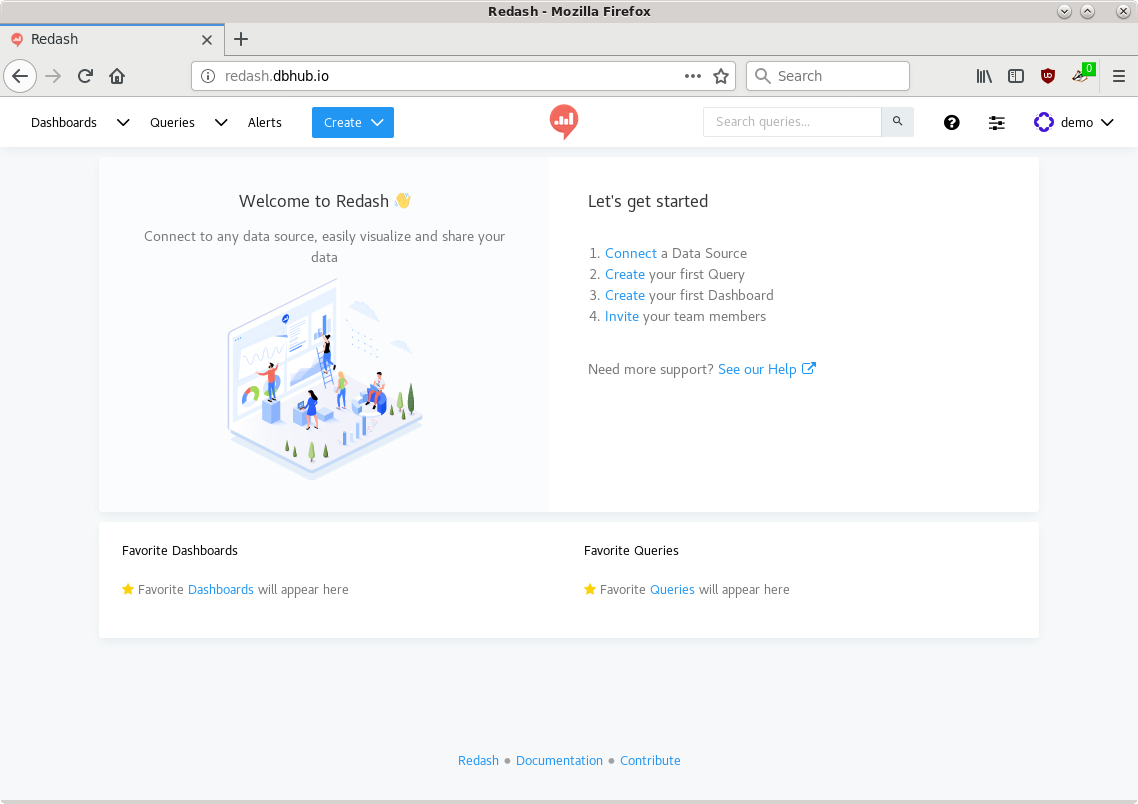 Redash - Mozilla Firefox
Redash
redash.dbhub.io
Search
0
Dashboards Queries Alerts Create Search queries... demo
Welcome to Redash 👋
Connect to any data source, easily visualize and share your
data
Let's get started
1. Connect a Data Source
2. Create your first Query
3. Create your first Dashboard
4. Invite your team members
Need more support? See our Help
Favorite Dashboards
Favorite Dashboards will appear here
Favorite Queries
Favorite Queries will appear here
Redash • Documentation • Contribute